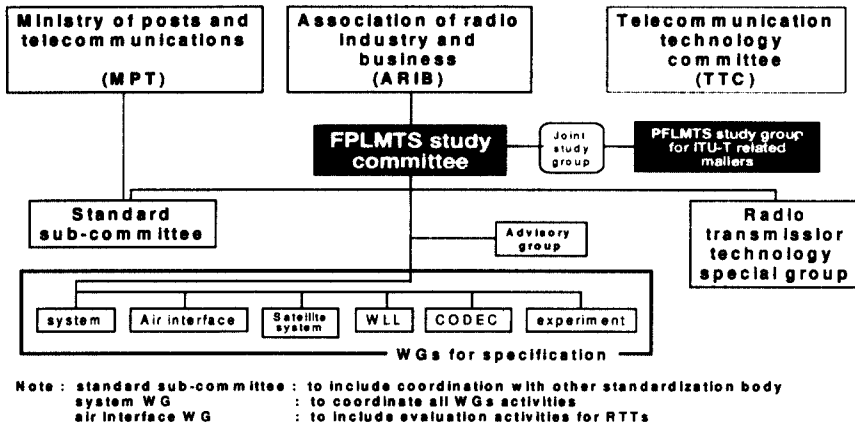 Ministry of posts and
telecommunications
(MPT)
Association of radio
industry and
business
(ARIB)
Telecommunication
technology
committee
(TTC)
FPLMTS study
committee
Joint
study
group
PFLMTS study group
for ITU-T related
mailers
Standard
sub-committee
Advisory
group
Radio
transmissior
technology
special group
system
Air interface
Satellite
system
WLL
CODEC
experiment
WGs for specification
Note : standard sub-committee : to include coordination with other standardization body
system WG : to coordinate all WGs activities
air interface WG : to include evaluation activities for RTTs